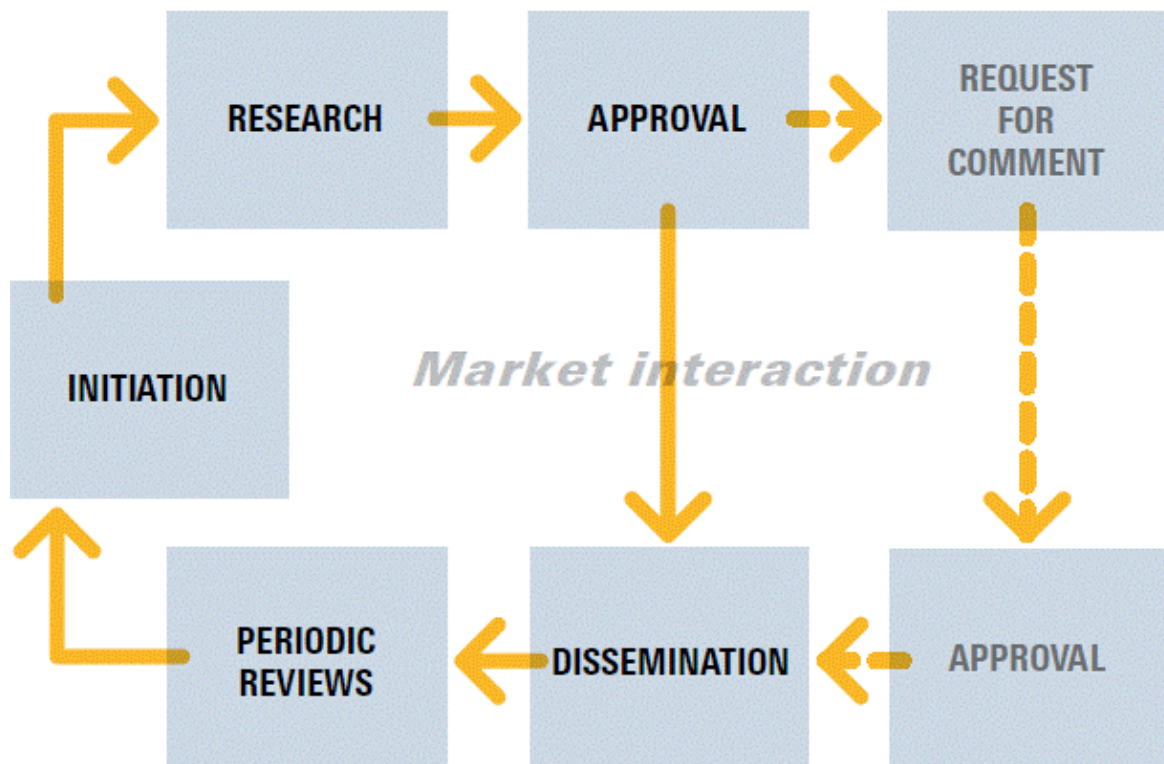 RESEARCH
APPROVAL
REQUEST
FOR
COMMENT
INITIATION
Market interaction
PERIODIC
REVIEWS
DISSEMINATION
APPROVAL